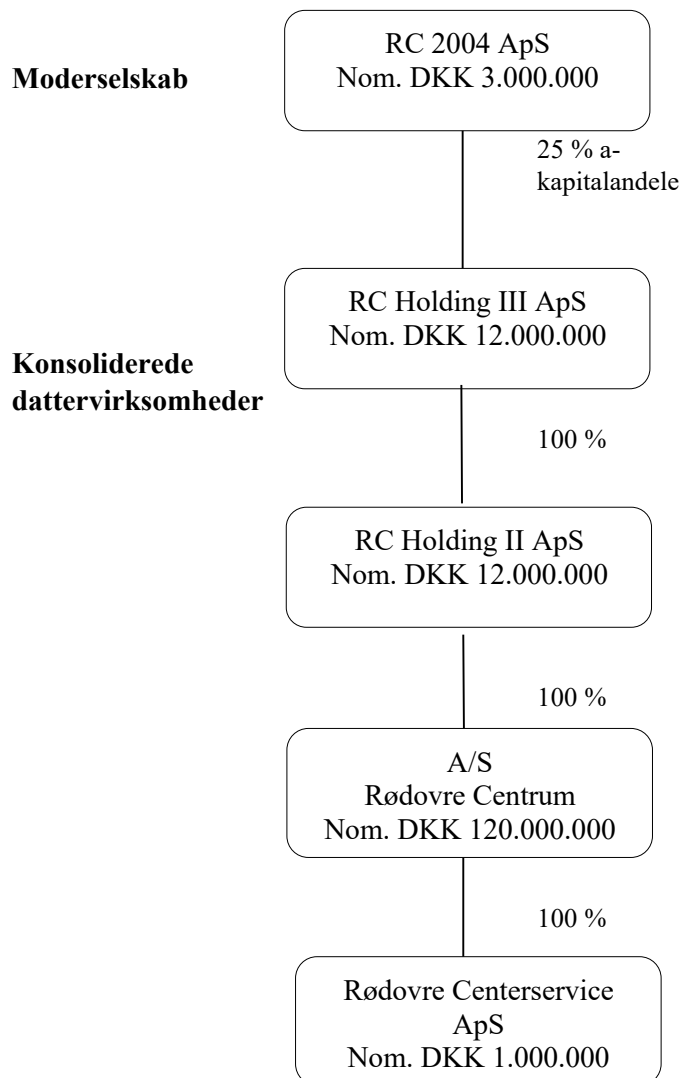 RC 2004 ApS
Moderselskab
Nom. DKK 3.000.000
25 % a-
kapitalandele
RC Holding III ApS
Nom. DKK 12.000.000
Konsoliderede
dattervirksomheder
100 %
RC Holding II ApS
Nom. DKK 12.000.000
100 %
A/S
Rødovre Centrum
Nom. DKK 120.000.000
100 %
Rødovre Centerservice
ApS
Nom. DKK 1.000.000